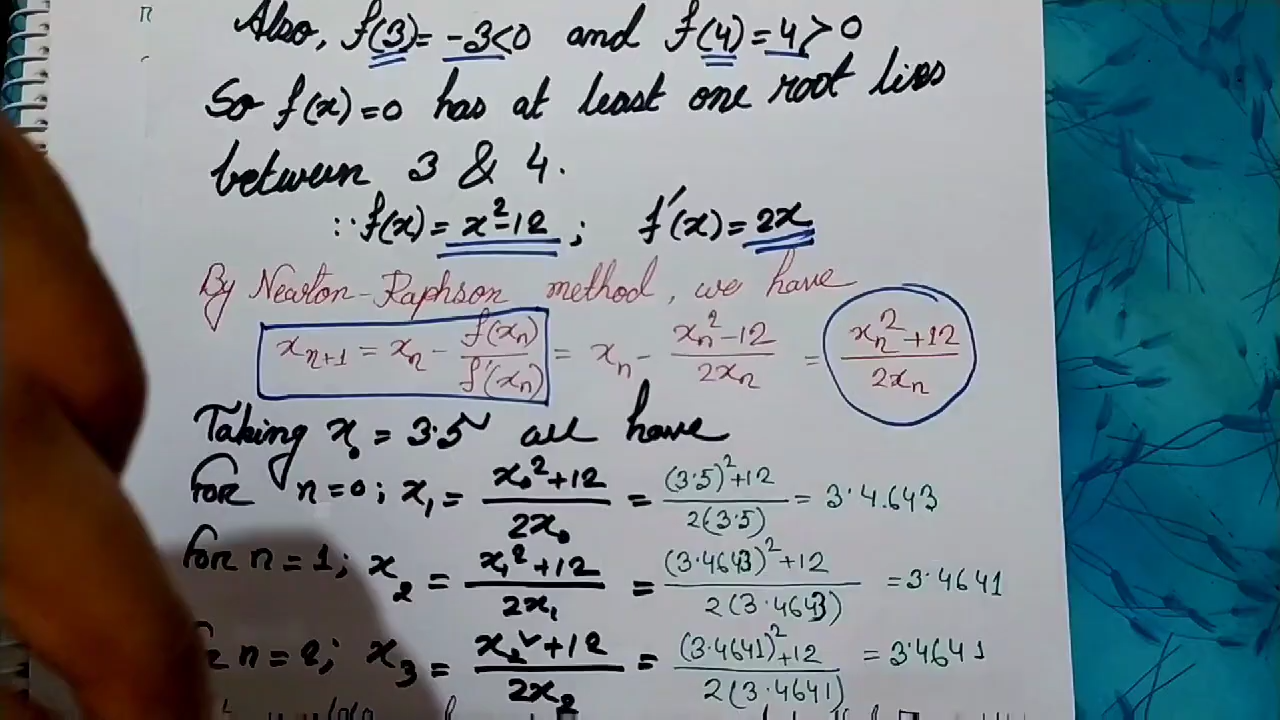 Also, f(3) = -3<0 and f(4) = 4>0
So f(x)=0 has at least one root lies
between 3 & 4.
∵ f(x) = x²-12 ; f'(x) = 2x
By Newton-Raphson method, we have
xₙ₊₁ = xₙ - f(xₙ)/f'(xₙ) = xₙ - (xₙ²-12)/(2xₙ) = (xₙ²+12)/(2xₙ)
Taking x₀ = 3.5 we have
For n=0; x₁ = (x₀²+12)/(2x₀) = ((3.5)²+12)/(2(3.5)) = 3.4.643
For n=1; x₂ = (x₁²+12)/(2x₁) = ((3.4643)²+12)/(2(3.4643)) = 3.4641
n=2; x₃ = (x₂²+12)/(2x₂) = ((3.4641)²+12)/(2(3.4641)) = 3.4641